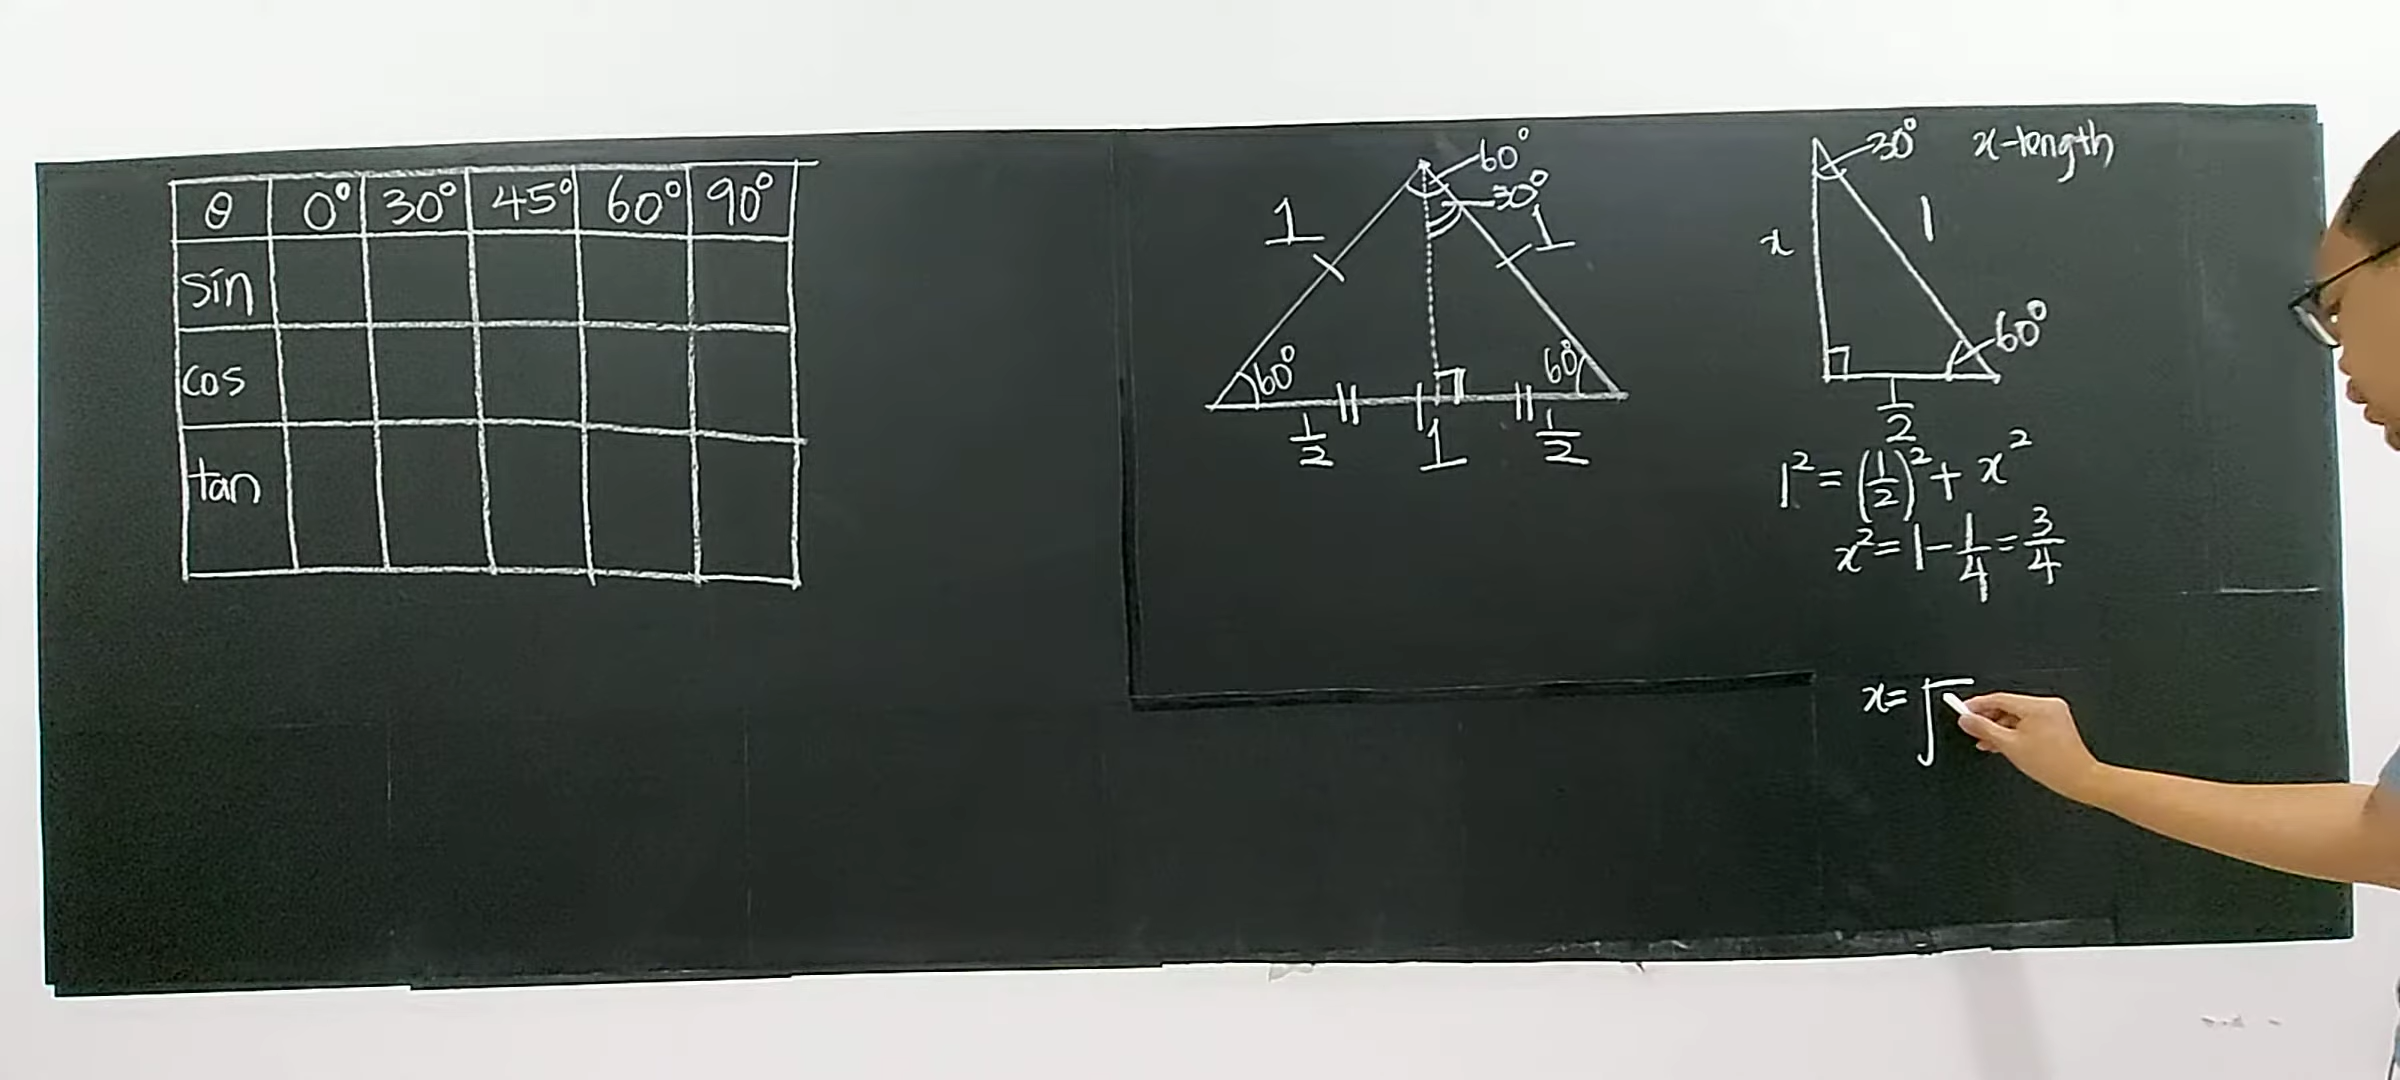 θ 0° 30° 45° 60° 90°
sin
cos
tan
60°
30°
1 1
60° 60°
1/2 1 1/2
30° x-length
x 1
60°
1/2
1² = (1/2)² + x²
x² = 1 - 1/4 = 3/4
x = √